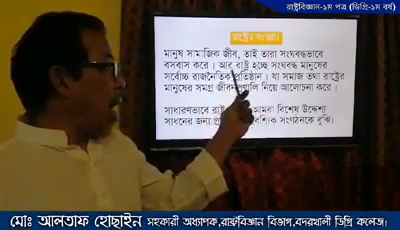 রাষ্ট্রবিজ্ঞান-১ম পত্র (ডিগ্রি-১ম বর্ষ)
রাষ্ট্রের সংজ্ঞা
মানুষ সামাজিক জীব, তাই তারা সংঘবদ্ধভাবে
বসবাস করে । আর রাষ্ট্র হচ্ছে সংঘবদ্ধ মানুষের
সর্বোচ্চ রাজনৈতিক প্রতিষ্ঠান । যা সমাজ তথা রাষ্ট্রের
মানুষের সমগ্র নিয়ে আলোচনা করে ।
সাধারণভাবে রাষ্ট্র আমরা বিশেষ উদ্দেশ্য
সাধনের জন্য সংগঠনকে বুঝি।
মোঃ আলতাফ হোছাইন সহকারী অধ্যাপক,রাষ্ট্রবিজ্ঞান বিভাগ,বদরখালী ডিগ্রি কলেজ।